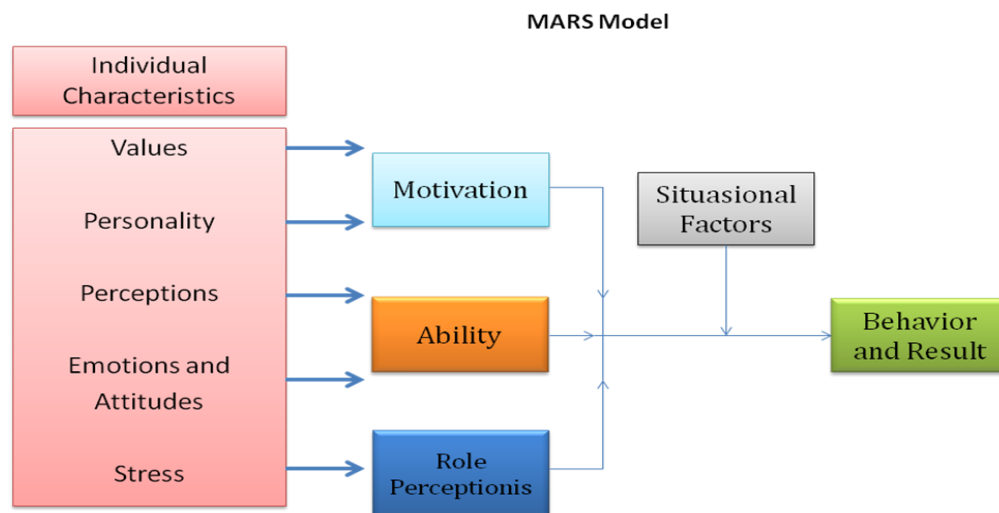 MARS Model
Individual
Characteristics
Values
Personality
Perceptions
Emotions and
Attitudes
Stress
Motivation
Ability
Role
Perceptionis
Situasional
Factors
Behavior
and Result